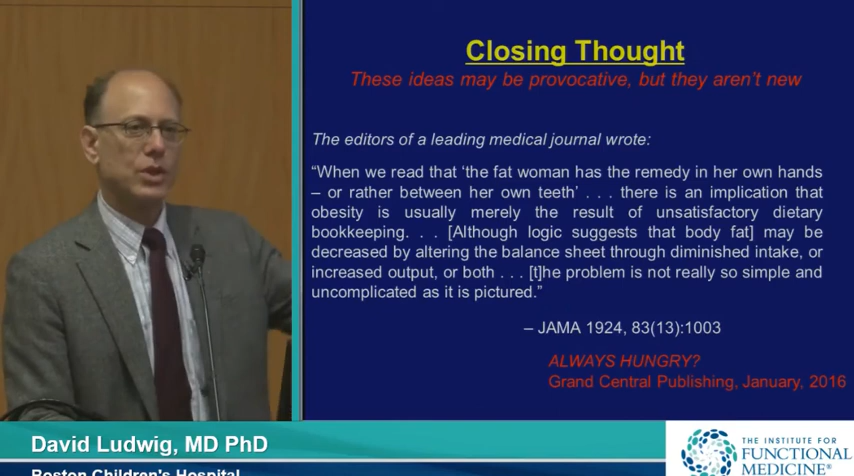 Closing Thought
These ideas may be provocative, but they aren't new
The editors of a leading medical journal wrote:
“When we read that ‘the fat woman has the remedy in her own hands
– or rather between her own teeth’ . . . there is an implication that
obesity is usually merely the result of unsatisfactory dietary
bookkeeping. . . [Although logic suggests that body fat] may be
decreased by altering the balance sheet through diminished intake, or
increased output, or both . . . [t]he problem is not really so simple and
uncomplicated as it is pictured.”
– JAMA 1924, 83(13):1003
ALWAYS HUNGRY?
Grand Central Publishing, January, 2016
David Ludwig, MD PhD
Boston Children's Hospital
THE INSTITUTE FOR
FUNCTIONAL
MEDICINE®